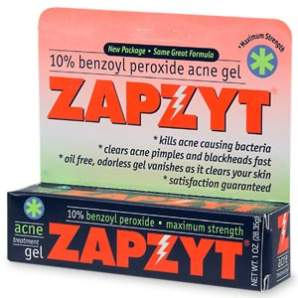 New Package • Same Great Formula
*Maximum Strength*
10% benzoyl peroxide acne gel
ZAPZYT®
* kills acne causing bacteria
* clears acne pimples and blackheads fast
* oil free, odorless gel vanishes as it clears your skin
* satisfaction guaranteed
10% benzoyl peroxide • maximum strength
acne
treatment
gel
ZAPZYT®
NET WT. 1 OZ (28.35g)